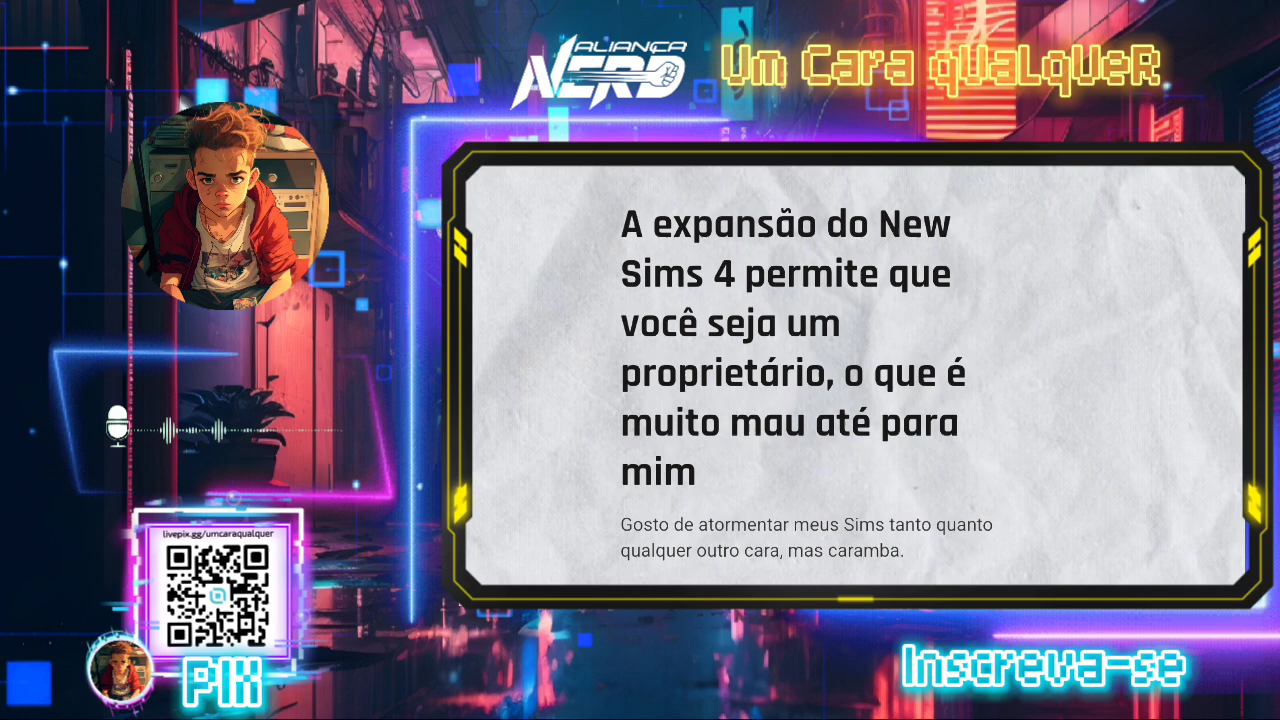 ALIANÇA
NERD
Um Cara qUaLqUeR
A expansão do New
Sims 4 permite que
você seja um
proprietário, o que é
muito mau até para
mim
Gosto de atormentar meus Sims tanto quanto
qualquer outro cara, mas caramba.
livepix.gg/umcaraqualquer
PIX
Inscreva-se